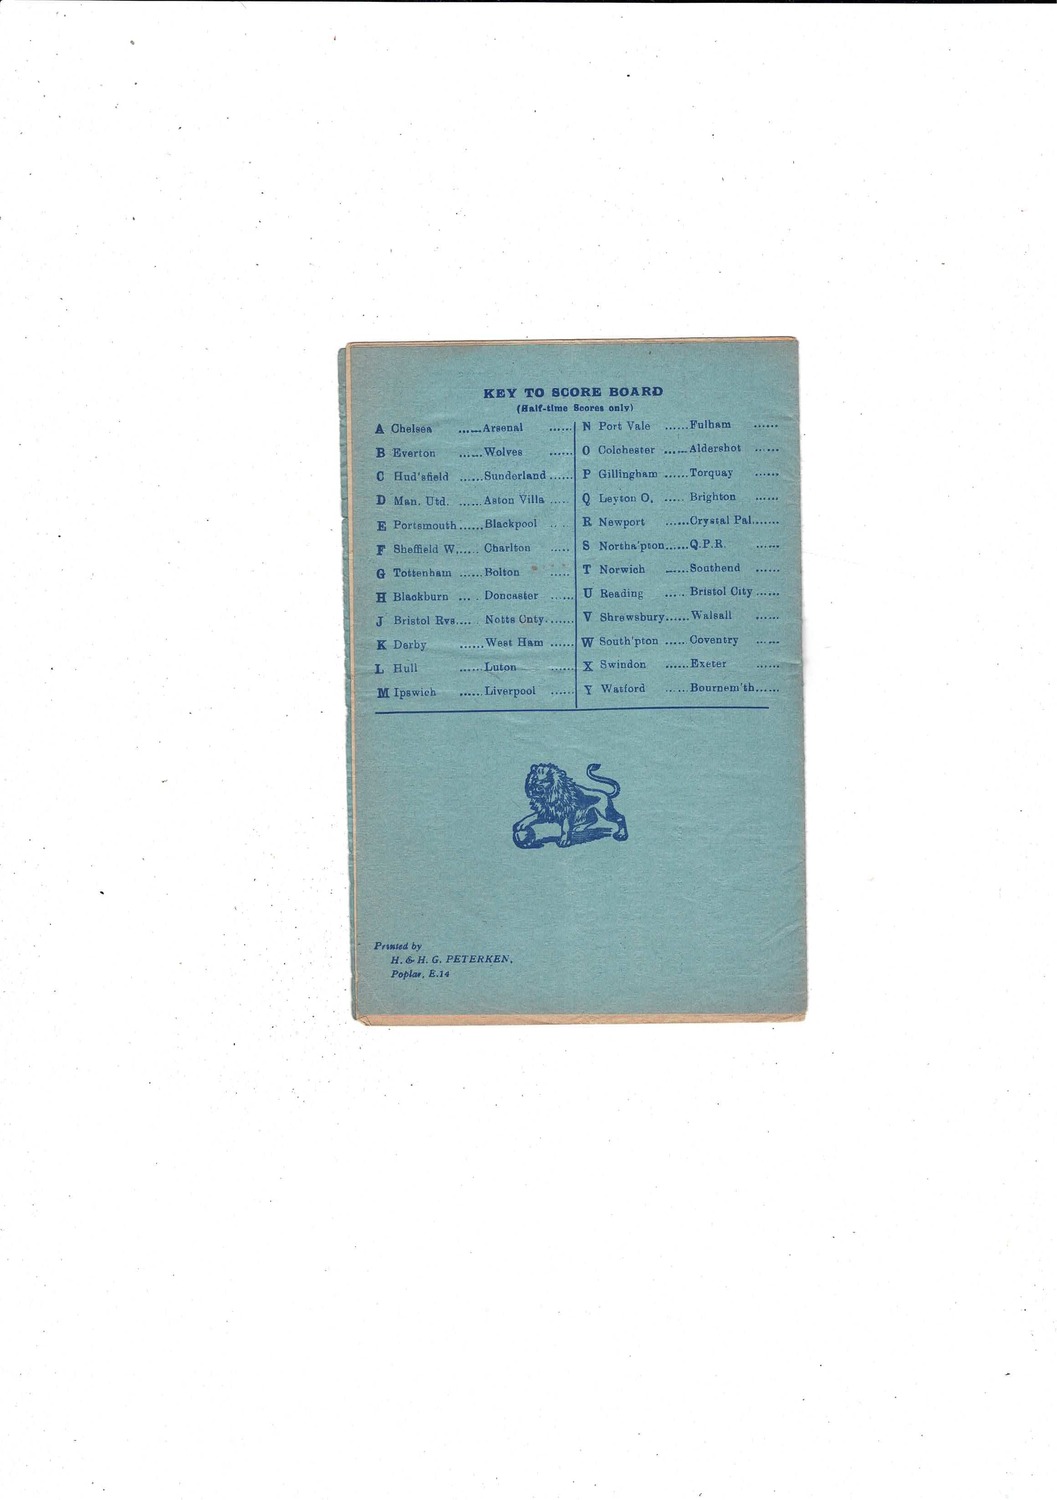 KEY TO SCORE BOARD
(Half-time Scores only)
A Chelsea ......Arsenal ......
B Everton ......Wolves ......
C Hud'sfield ......Sunderland ......
D Man. Utd. ......Aston Villa .....
E Portsmouth ......Blackpool .. ..
F Sheffield W...... Charlton .....
G Tottenham ......Bolton .....
H Blackburn ... . Doncaster ......
J Bristol Rvs.... . Notts Cnty.......
K Derby ......West Ham ......
L Hull ......Luton ......
M Ipswich ......Liverpool ......
N Port Vale ......Fulham ......
O Colchester ......Aldershot ......
P Gillingham ......Torquay ......
Q Leyton O. ..... Brighton ......
R Newport ......Crystal Pal.......
S Northa'pton......Q.P.R. ......
T Norwich ......Southend ......
U Reading .... . Bristol City ......
V Shrewsbury......Walsall ......
W South'pton ..... Coventry ......
X Swindon ......Exeter ......
Y Watford ......Bournem'th......
Printed by
H. & H. G. PETERKEN,
Poplar, E.14